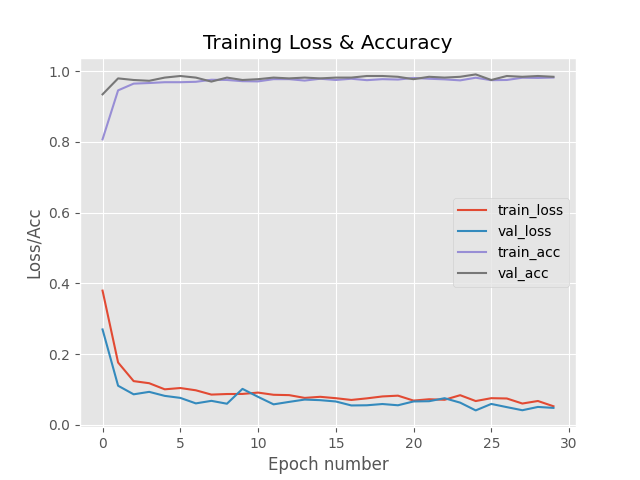 Training Loss & Accuracy
1.0
0.8
0.6
0.4
0.2
0.0
Loss/Acc
train_loss
val_loss
train_acc
val_acc
0 5 10 15 20 25 30
Epoch number